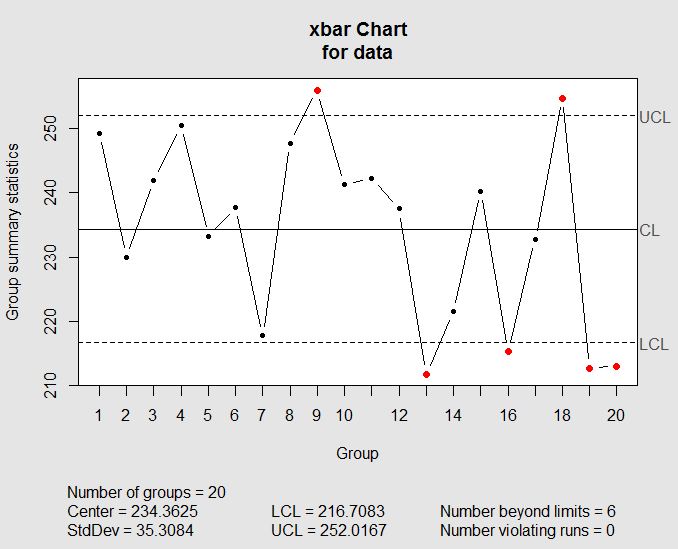 xbar Chart
for data
Group summary statistics
250
240
230
220
210
UCL
CL
LCL
1 2 3 4 5 6 7 8 9 10 12 14 16 18 20
Group
Number of groups = 20
Center = 234.3625 LCL = 216.7083 Number beyond limits = 6
StdDev = 35.3084 UCL = 252.0167 Number violating runs = 0